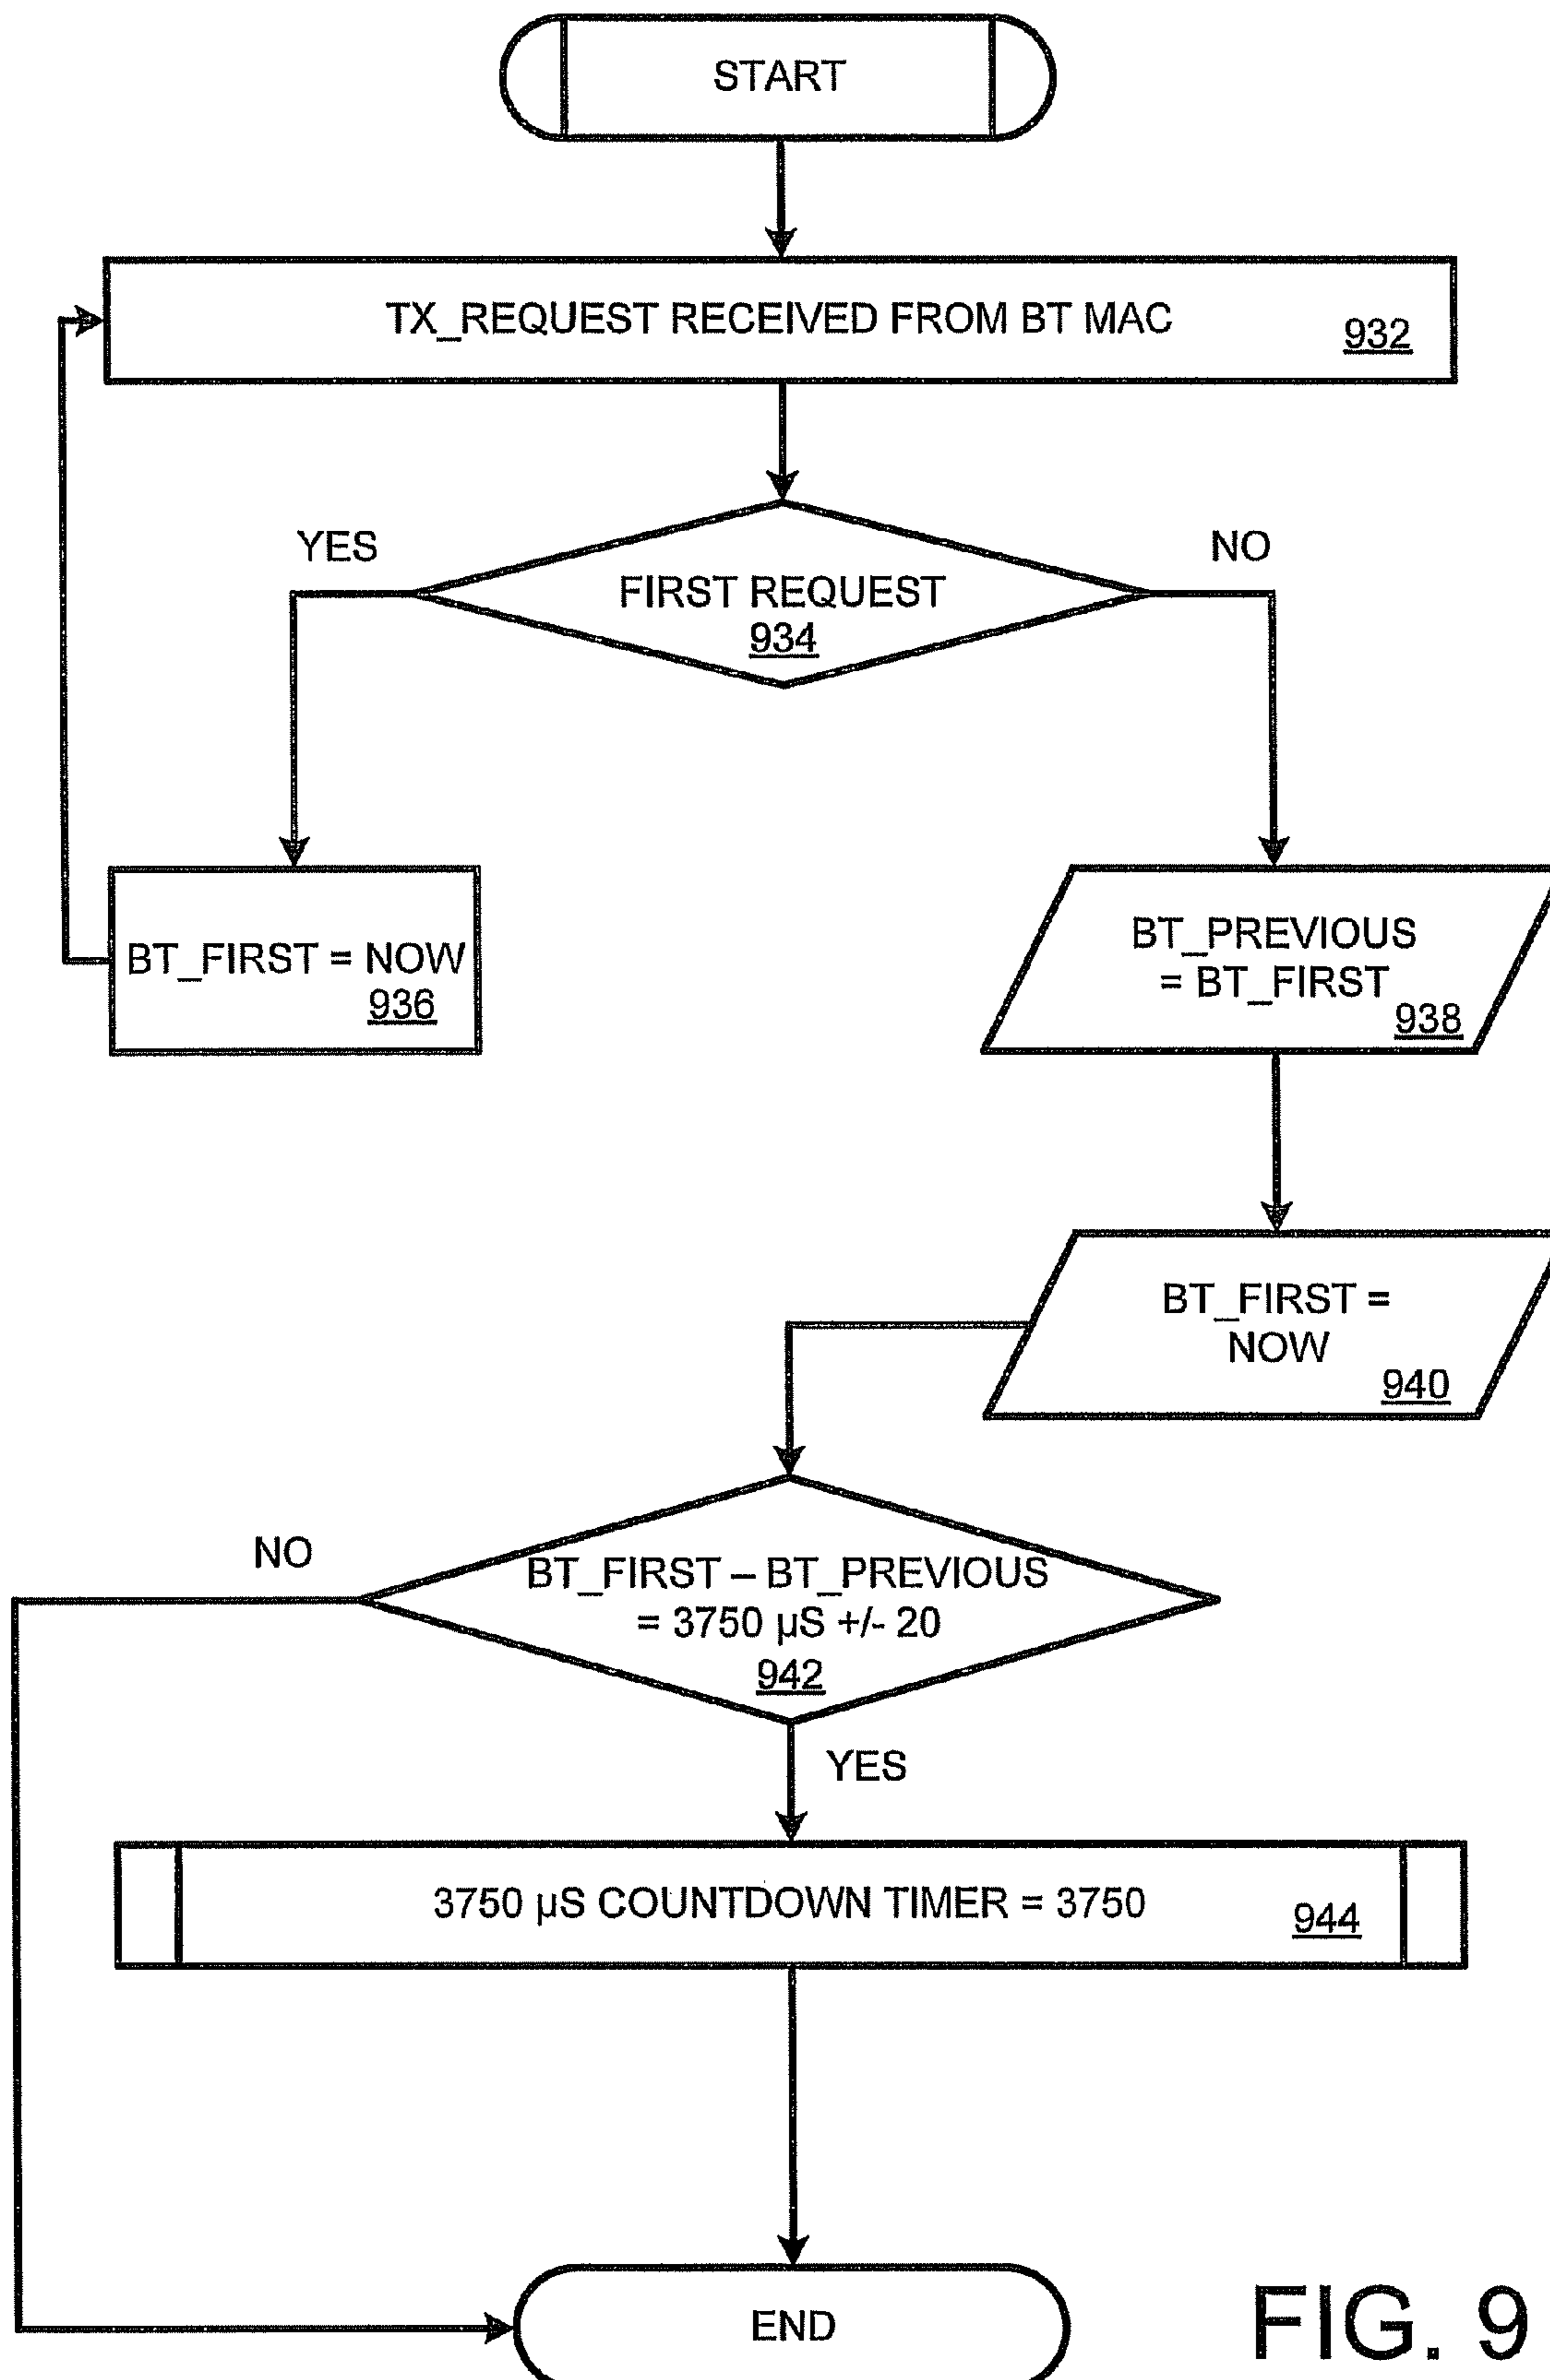 START
TX_REQUEST RECEIVED FROM BT MAC
932
YES
NO
FIRST REQUEST
934
BT_FIRST = NOW
936
BT_PREVIOUS
= BT_FIRST
938
BT_FIRST =
NOW
940
NO
BT_FIRST – BT_PREVIOUS
= 3750 µS +/- 20
942
YES
3750 µS COUNTDOWN TIMER = 3750
944
END
FIG. 9